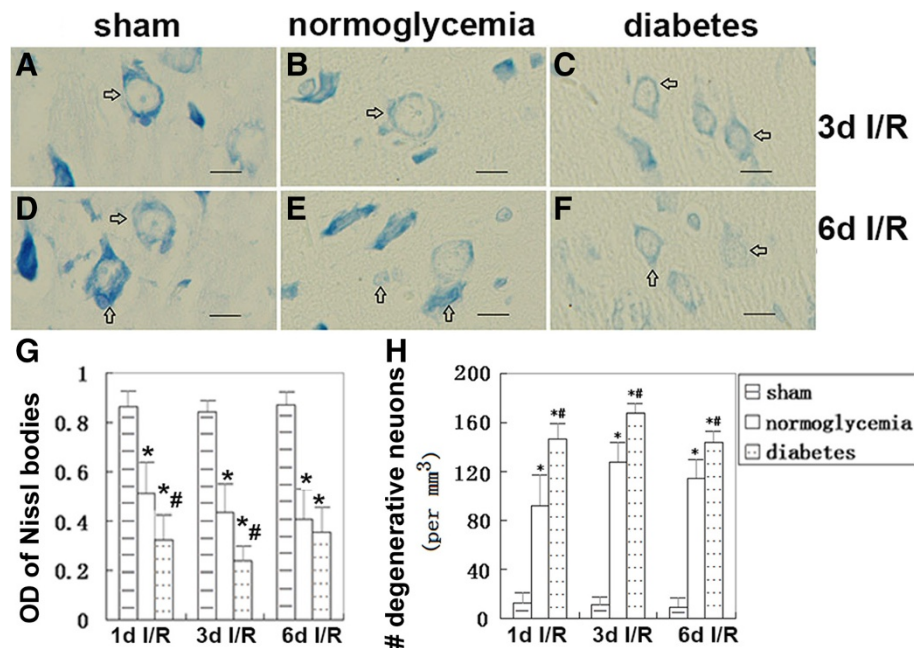 sham normoglycemia diabetes
A B C
3d I/R
D E F
6d I/R
G H
OD of Nissl bodies
1
0.8
0.6
0.4
0.2
0
* *# * *# * *
1d I/R 3d I/R 6d I/R
# degenerative neuons
(per mm³)
200
160
120
80
40
0
* *# * *# * *#
1d I/R 3d I/R 6d I/R
sham
normoglycemia
diabetes